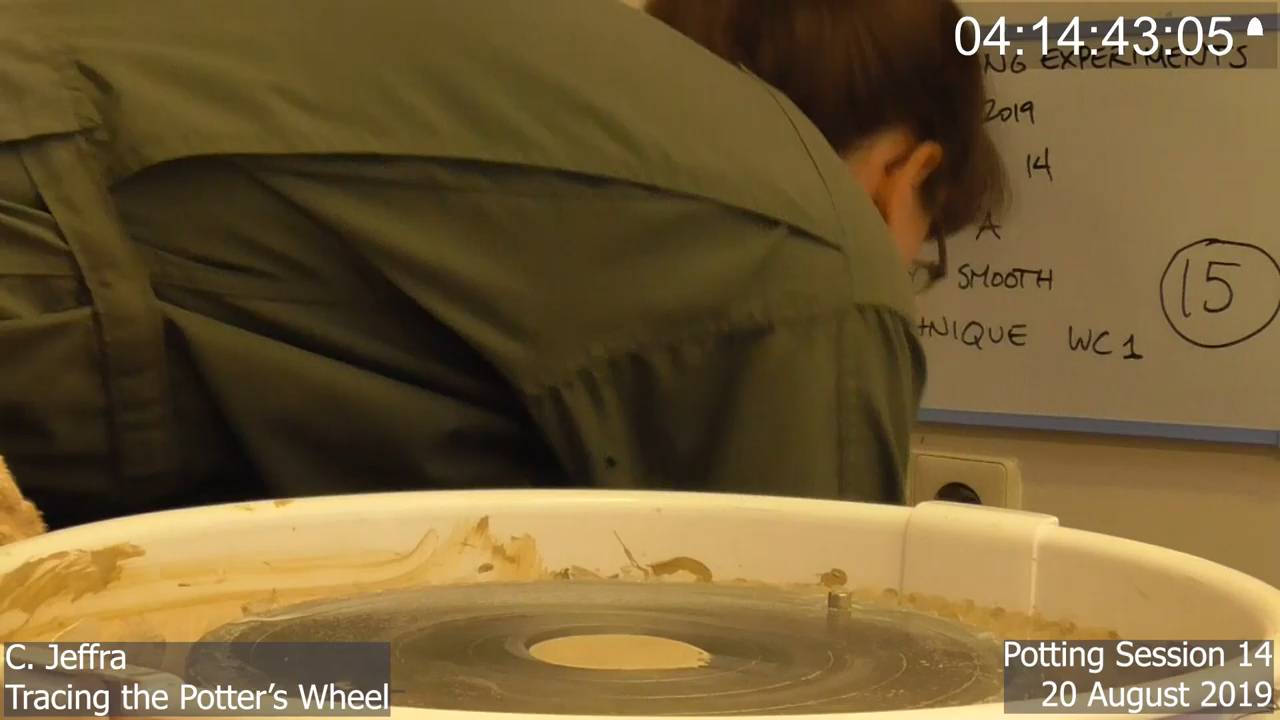 04:14:43:05
NG EXPERIMENTS
2019
14
A
SMOOTH
15
HNIQUE WC1
C. Jeffra
Tracing the Potter's Wheel
Potting Session 14
20 August 2019